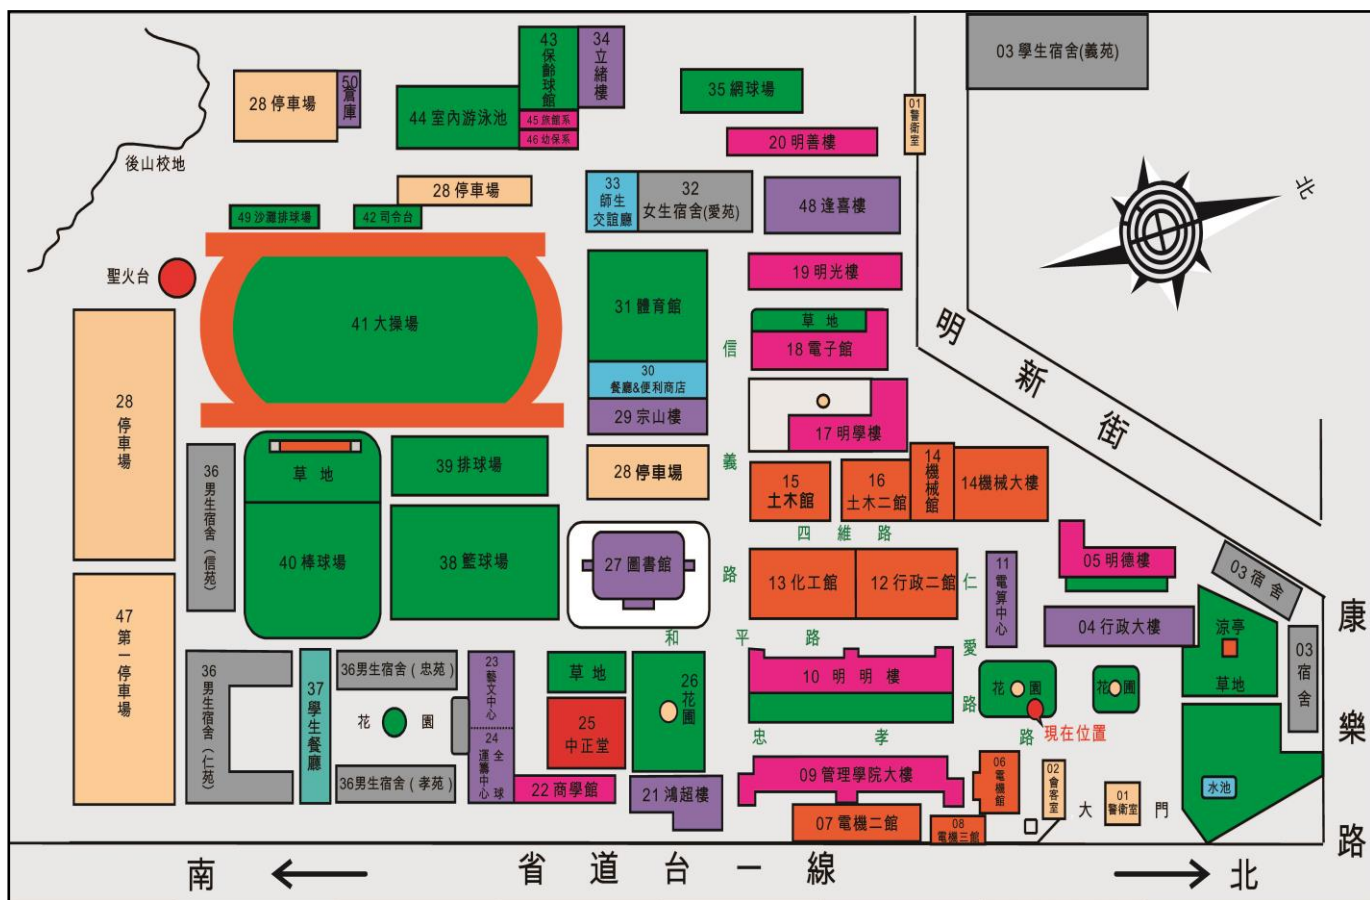 03 學生宿舍(義苑)
43 保齡球館
34 立緒樓
50 倉庫
28 停車場
44 室內游泳池
45 旅館系
46 幼保系
35 網球場
01 警衛室
20 明善樓
後山校地
28 停車場
33
師生
交誼廳
32
女生宿舍(愛苑)
48 逢喜樓
北
49 沙灘排球場
42 司令台
聖火台
41 大操場
31 體育館
19 明光樓
草 地
18 電子館
信
義
路
30
餐廳&便利商店
29 宗山樓
17 明學樓
明 新 街
28
停車場
36 男生宿舍（信苑）
草 地
39 排球場
28 停車場
15
土木館
16
土木二館
14 機械館
14機械大樓
四 維 路
40 棒球場
38 籃球場
27 圖書館
13 化工館
12 行政二館
仁
愛
路
11 電算中心
05 明德樓
03 宿 舍
04 行政大樓
涼亭
草地
03 宿舍
康
樂
路
和 平 路
47
第一停車場
36 男生宿舍（仁苑）
37 學生餐廳
36男生宿舍（忠苑）
花 園
36男生宿舍（孝苑）
23 藝文中心
24 全球運籌中心
草 地
25
中正堂
26 花圃
10 明 明 樓
花 園
花 圃
現在位置
忠 孝 路
22 商學館
21 鴻超樓
09 管理學院大樓
06 電機館
02 會客室
大 門
01
警衛室
水池
07 電機二館
08
電機三館
南
省 道 台 一 線
北